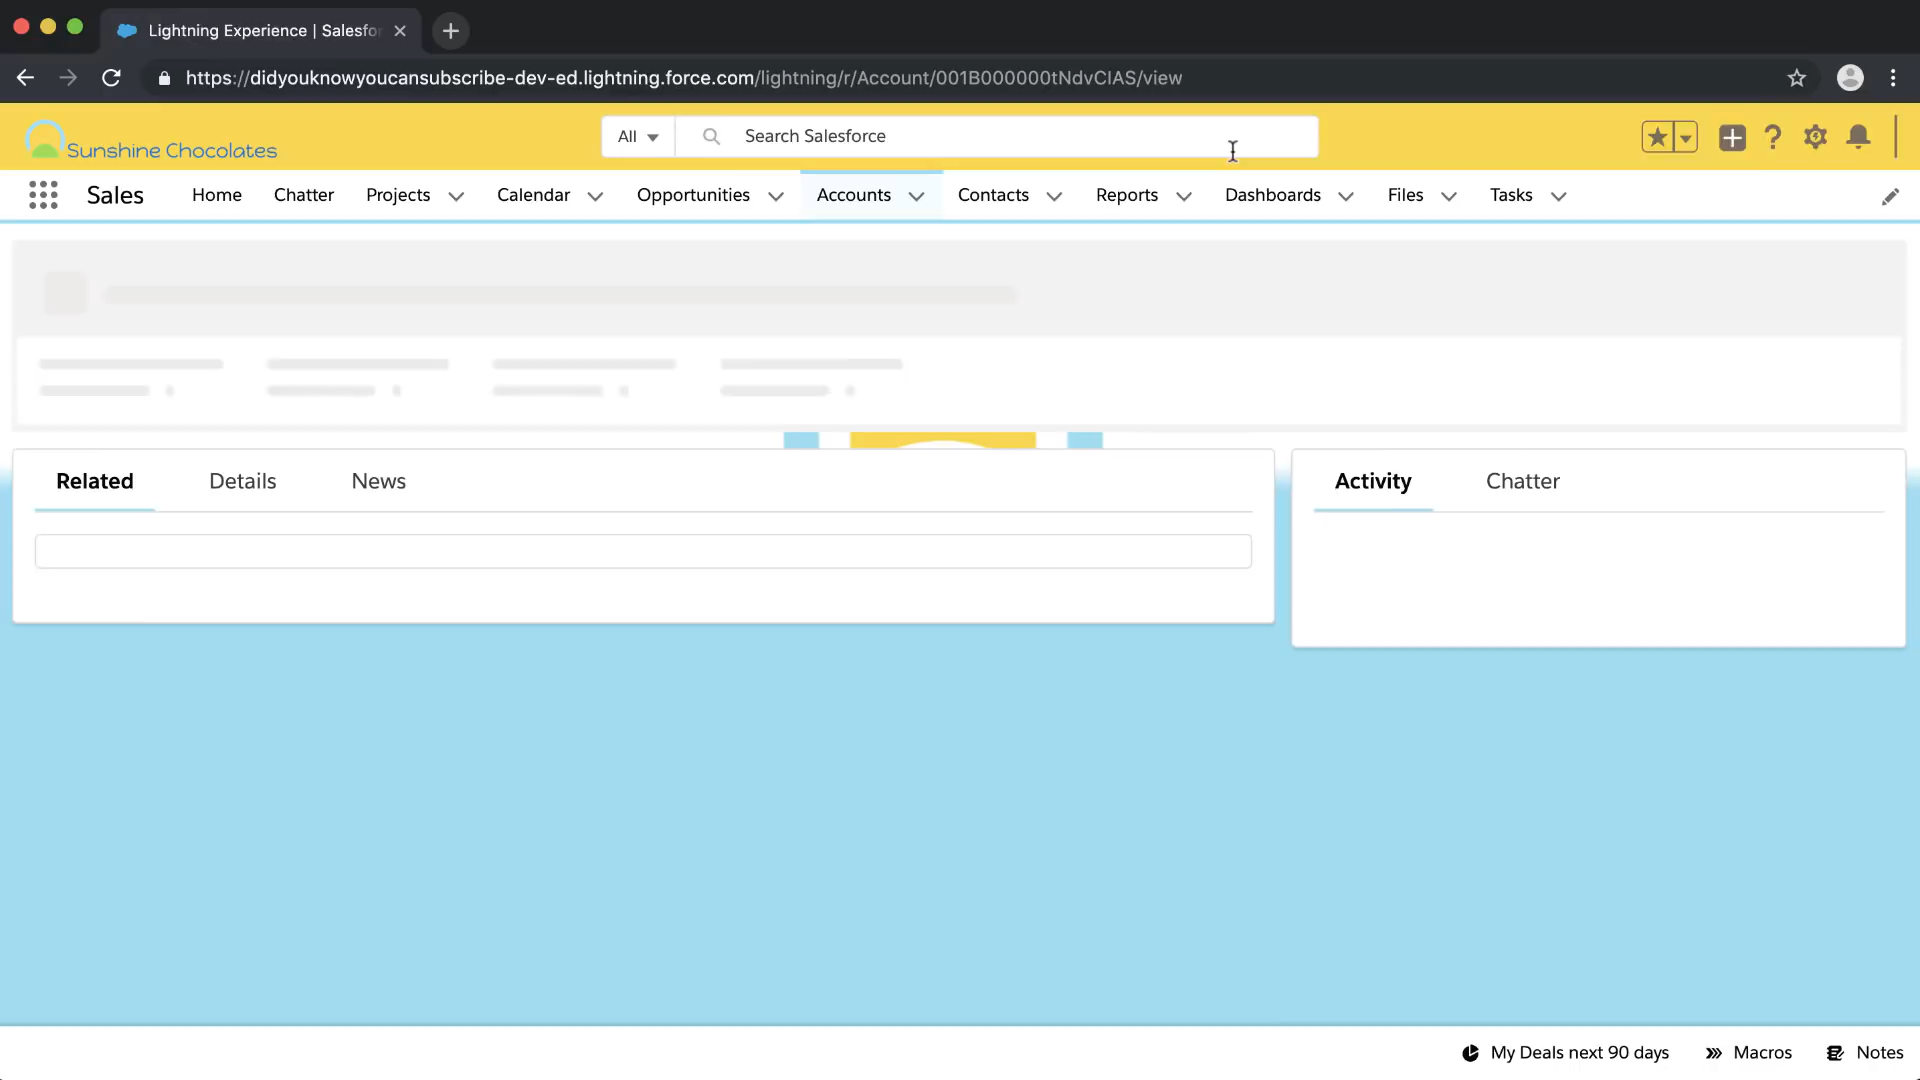 Lightning Experience | Salesfo
https://didyouknowyoucansubscribe-dev-ed.lightning.force.com/lightning/r/Account/001B000000tNdvCIAS/view
Sunshine Chocolates
All
Search Salesforce
Sales Home Chatter Projects Calendar Opportunities Accounts Contacts Reports Dashboards Files Tasks
Related Details News
Activity Chatter
My Deals next 90 days Macros Notes